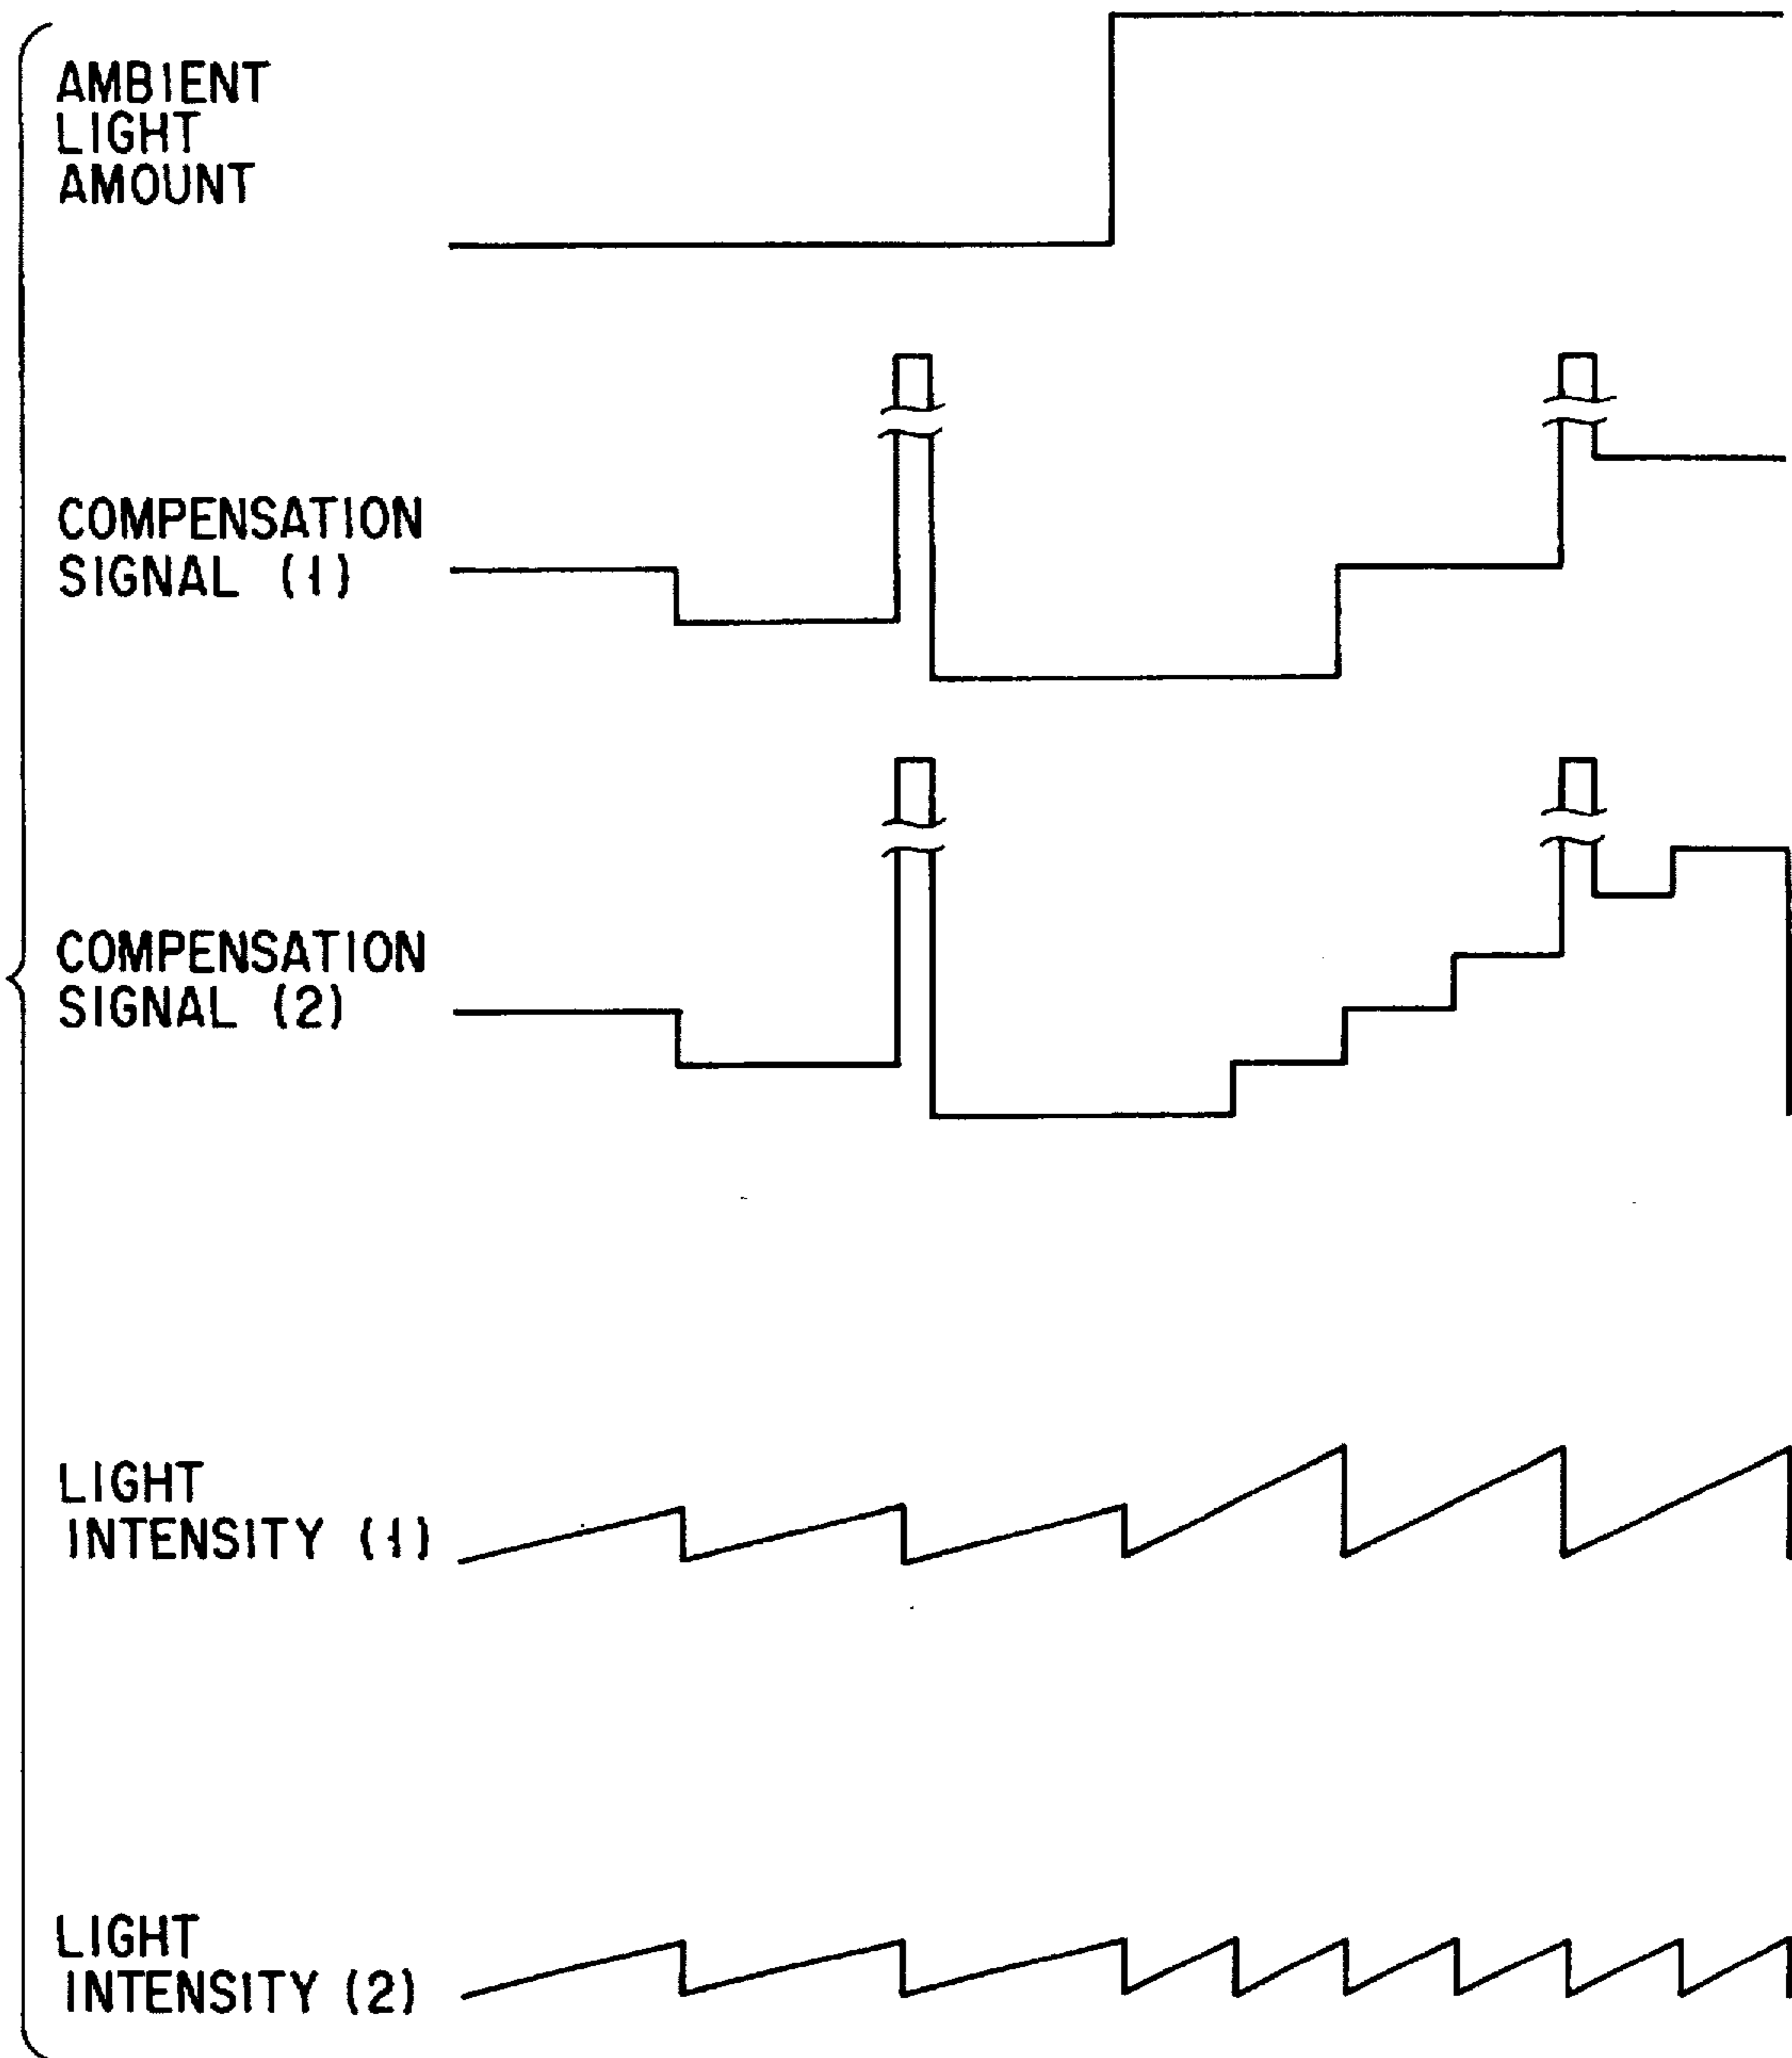 AMBIENT
LIGHT
AMOUNT
COMPENSATION
SIGNAL (1)
COMPENSATION
SIGNAL (2)
LIGHT
INTENSITY (1)
LIGHT
INTENSITY (2)